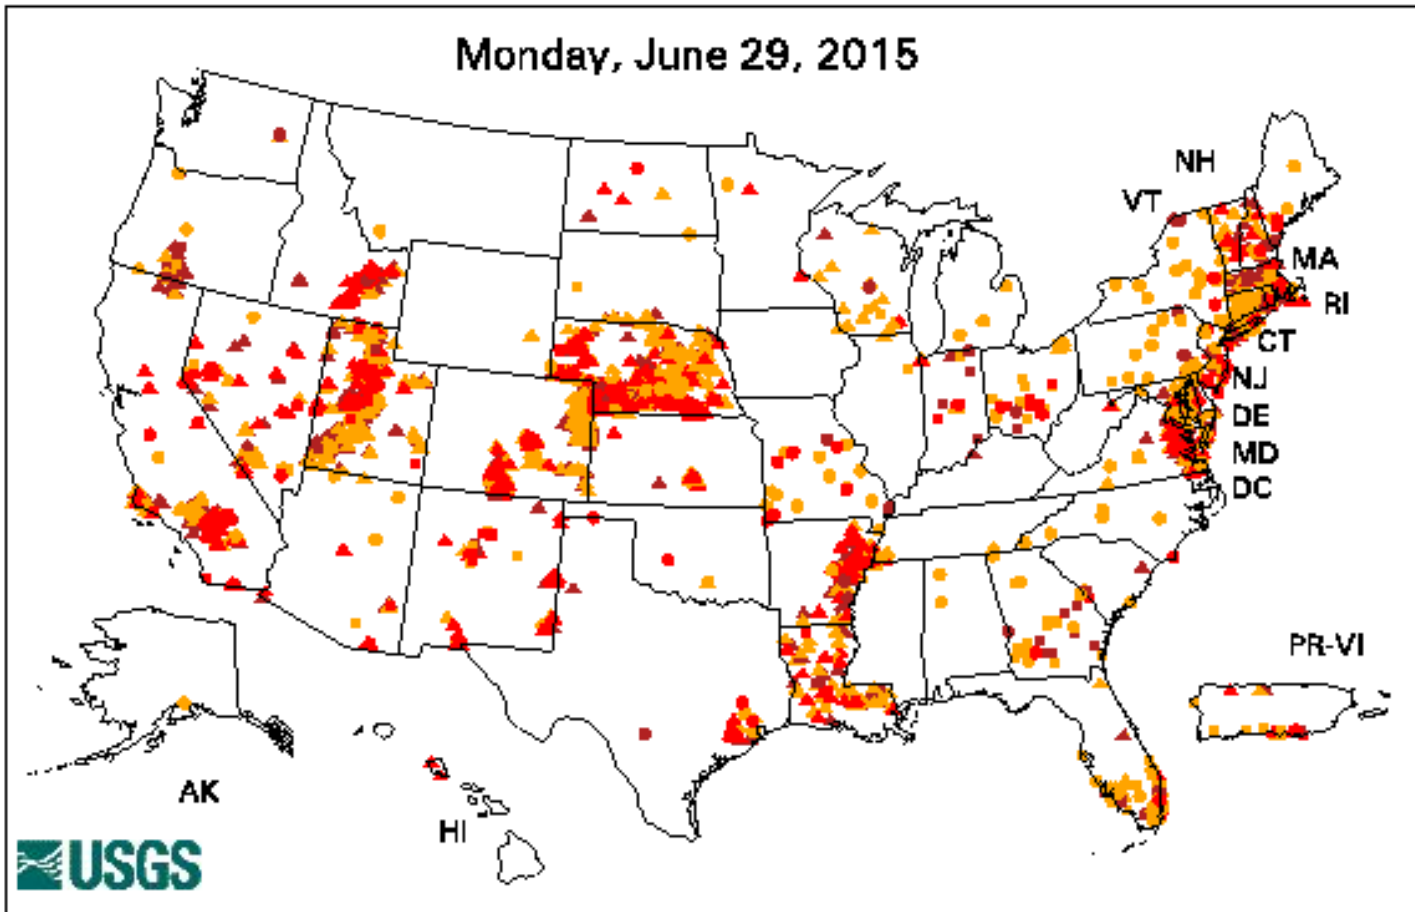 Monday, June 29, 2015
NH
VT
MA
RI
CT
NJ
DE
MD
DC
PR-VI
AK
HI
USGS